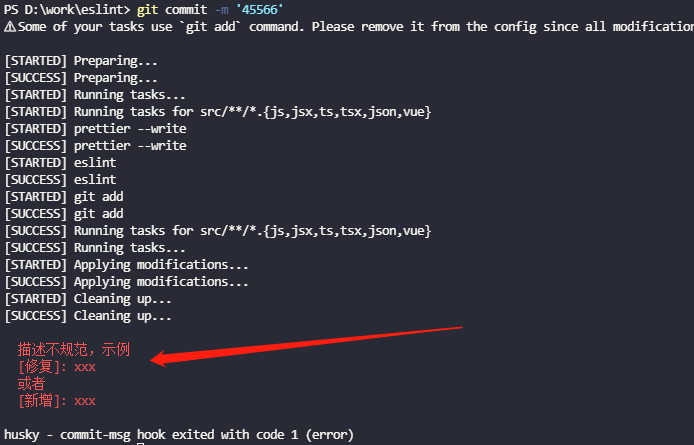 PS D:\work\eslint> git commit -m '45566'
⚠Some of your tasks use `git add` command. Please remove it from the config since all modification
[STARTED] Preparing...
[SUCCESS] Preparing...
[STARTED] Running tasks...
[STARTED] Running tasks for src/**/*.{js,jsx,ts,tsx,json,vue}
[STARTED] prettier --write
[SUCCESS] prettier --write
[STARTED] eslint
[SUCCESS] eslint
[STARTED] git add
[SUCCESS] git add
[SUCCESS] Running tasks for src/**/*.{js,jsx,ts,tsx,json,vue}
[SUCCESS] Running tasks...
[STARTED] Applying modifications...
[SUCCESS] Applying modifications...
[STARTED] Cleaning up...
[SUCCESS] Cleaning up...
描述不规范，示例
[修复]: xxx
或者
[新增]: xxx
husky - commit-msg hook exited with code 1 (error)